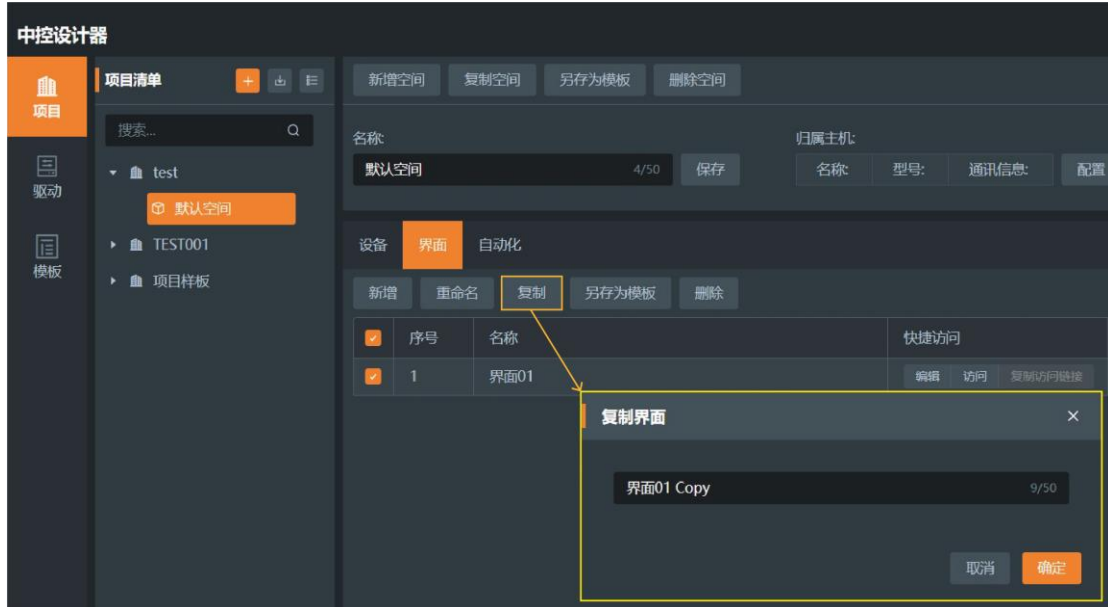 中控设计器
项目
驱动
模板
项目清单
搜索...
test
默认空间
TEST001
项目样板
新增空间 复制空间 另存为模板 删除空间
名称: 归属主机:
默认空间 4/50 保存 名称: 型号: 通讯信息: 配置
设备 界面 自动化
新增 重命名 复制 另存为模板 删除
序号 名称 快捷访问
1 界面01 编辑 访问 复制访问链接
复制界面
界面01 Copy 9/50
取消 确定